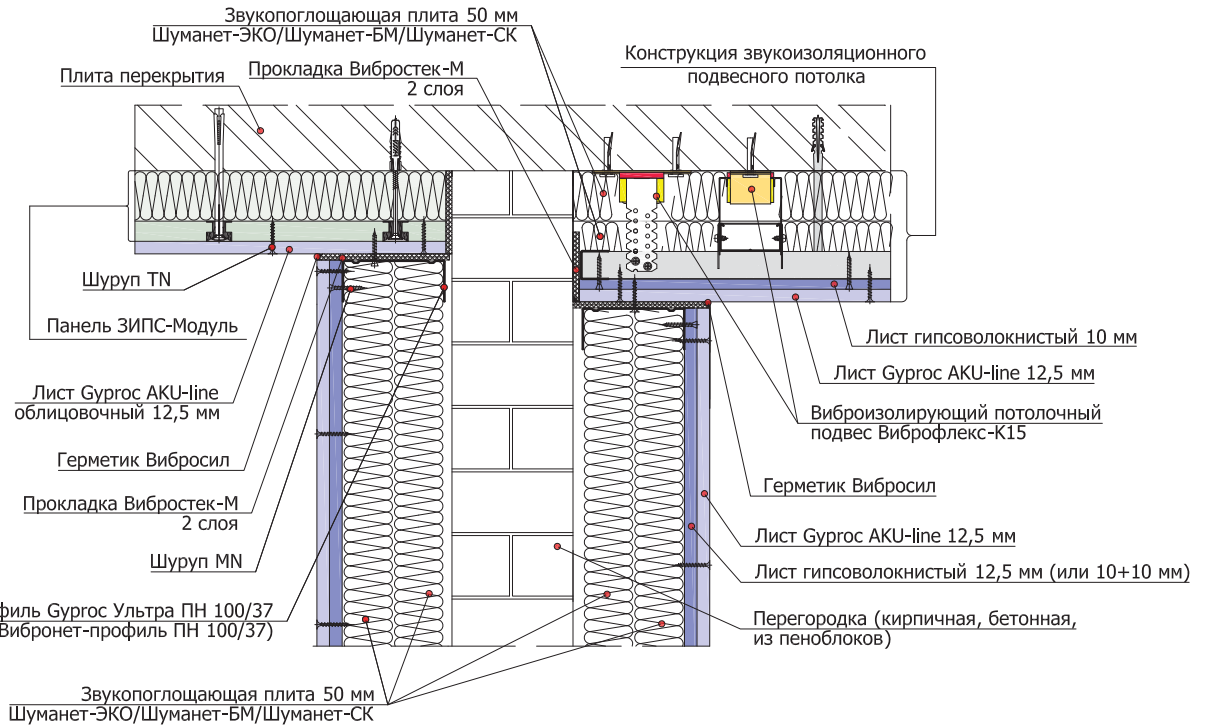 Звукопоглощающая плита 50 мм
Шуманет-ЭКО/Шуманет-БМ/Шуманет-СК
Плита перекрытия
Прокладка Вибростек-М
2 слоя
Конструкция звукоизоляционного
подвесного потолка
Шуруп TN
Панель ЗИПС-Модуль
Лист Gyproc AKU-line
облицовочный 12,5 мм
Герметик Вибросил
Прокладка Вибростек-М
2 слоя
Шуруп MN
филь Gyproc Ультра ПН 100/37
Вибронет-профиль ПН 100/37)
Звукопоглощающая плита 50 мм
Шуманет-ЭКО/Шуманет-БМ/Шуманет-СК
Лист гипсоволокнистый 10 мм
Лист Gyproc AKU-line 12,5 мм
Виброизолирующий потолочный
подвес Виброфлекс-К15
Герметик Вибросил
Лист Gyproc AKU-line 12,5 мм
Лист гипсоволокнистый 12,5 мм (или 10+10 мм)
Перегородка (кирпичная, бетонная,
из пеноблоков)